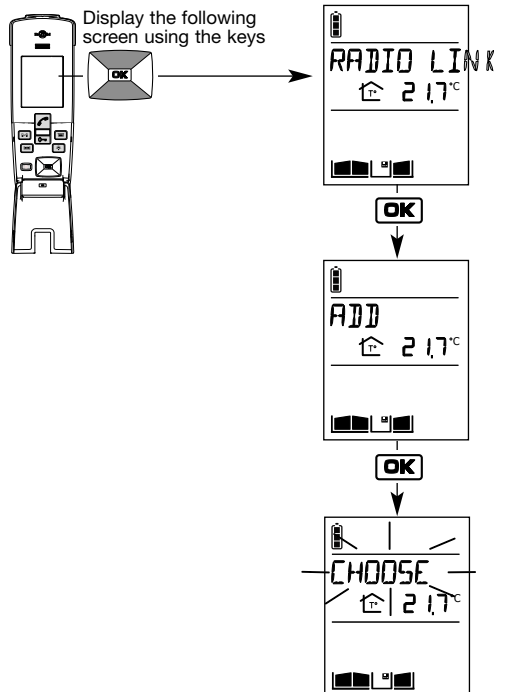 Display the following
screen using the keys
OK
RADIO LINK
T° 21,7°C
OK
ADD
T° 21,7°C
OK
CHOOSE
T° 21,7°C